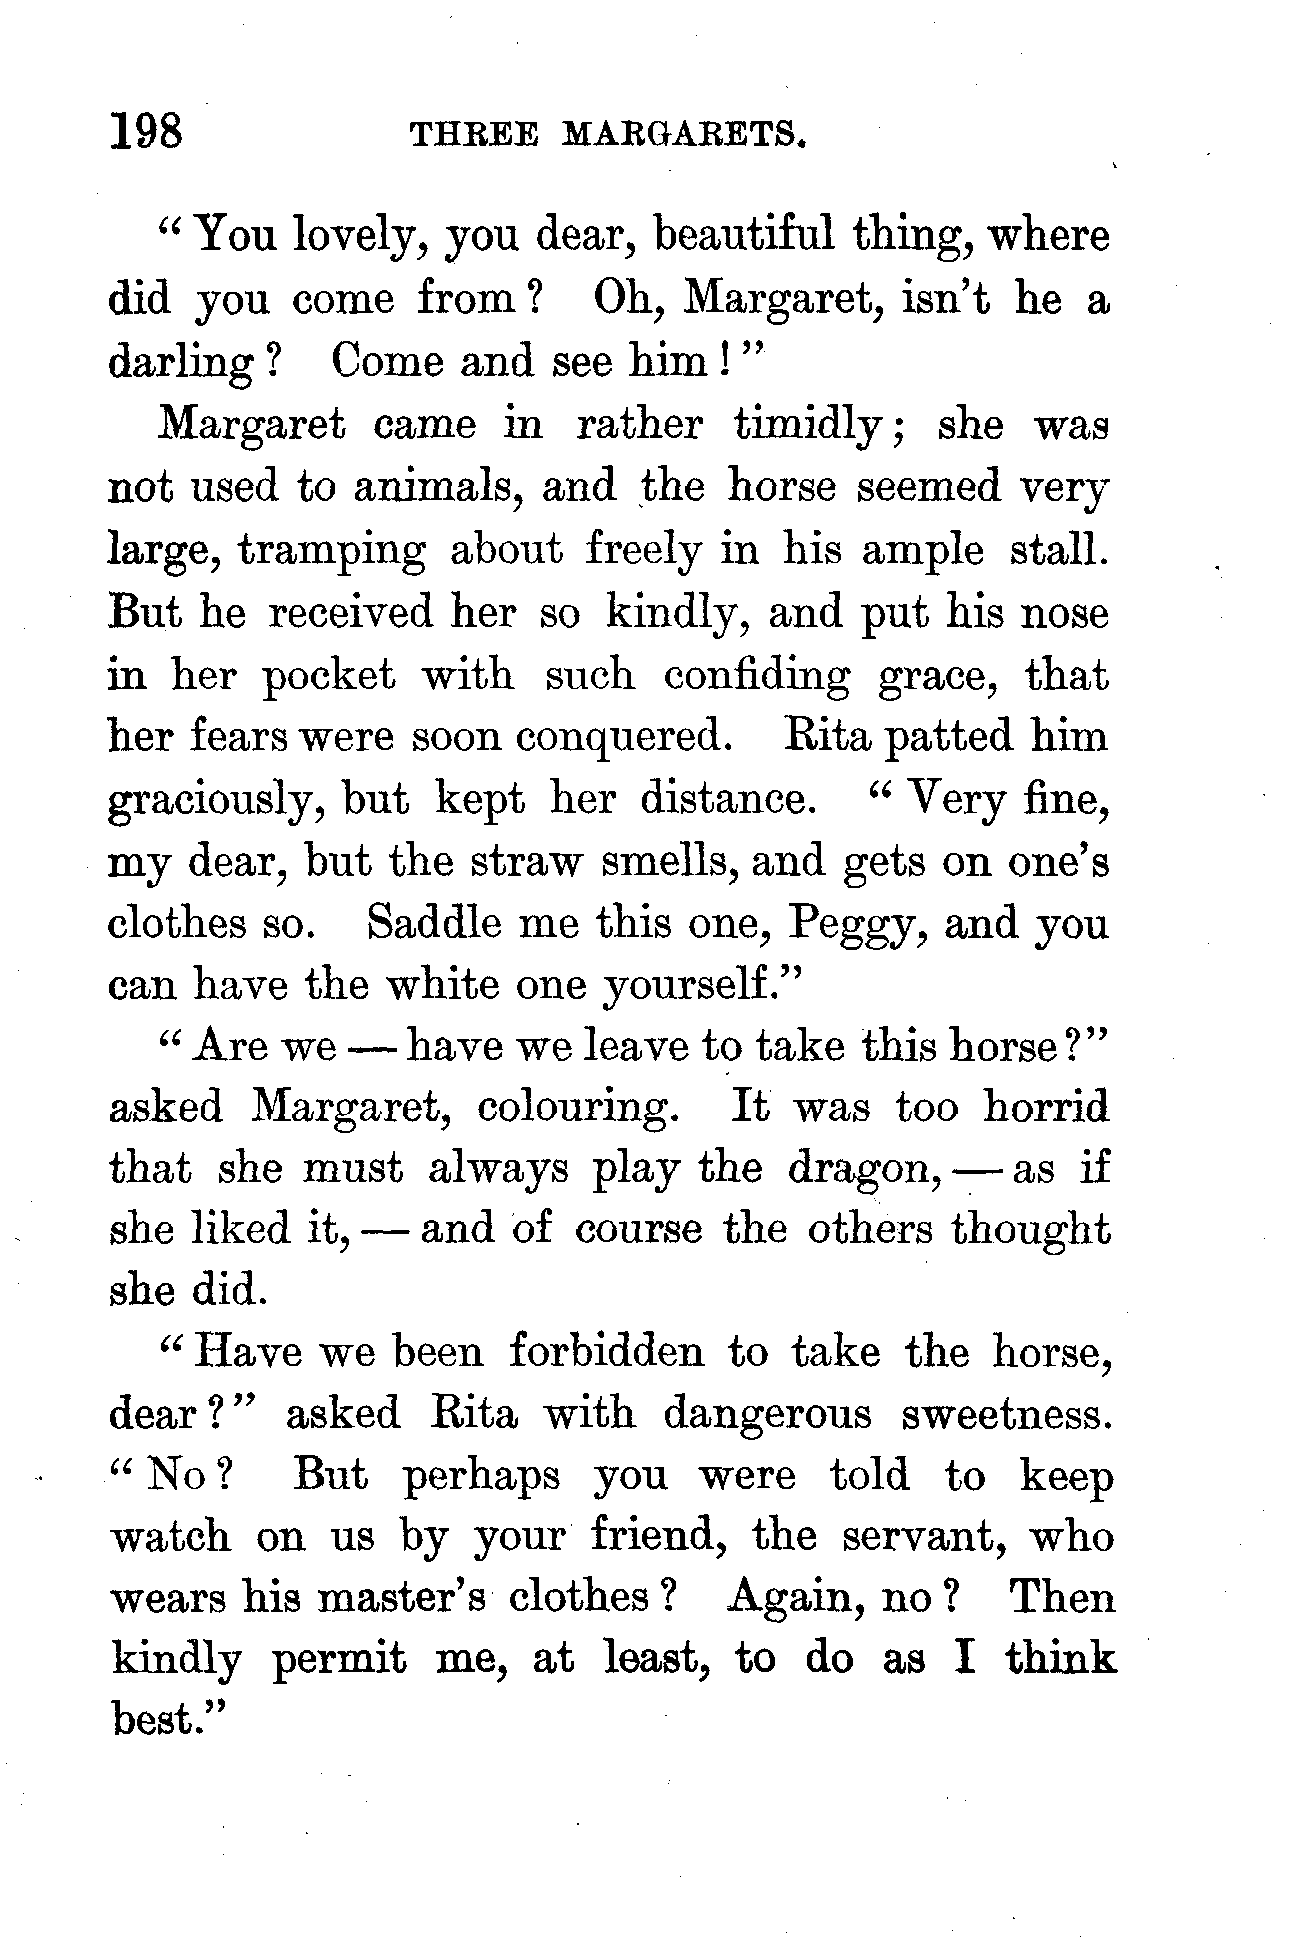 198 THREE MARGARETS.
" You lovely, you dear, beautiful thing, where
did you come from ? Oh, Margaret, isn't he a
darling ? Come and see him ! "
Margaret came in rather timidly ; she was
not used to animals, and the horse seemed very
large, tramping about freely in his ample stall.
But he received her so kindly, and put his nose
in her pocket with such confiding grace, that
her fears were soon conquered. Rita patted him
graciously, but kept her distance. " Very fine,
my dear, but the straw smells, and gets on one's
clothes so. Saddle me this one, Peggy, and you
can have the white one yourself."
" Are we — have we leave to take this horse ? "
asked Margaret, colouring. It was too horrid
that she must always play the dragon, — as if
she liked it, — and of course the others thought
she did.
" Have we been forbidden to take the horse,
dear ? " asked Rita with dangerous sweetness.
" No ? But perhaps you were told to keep
watch on us by your friend, the servant, who
wears his master's clothes ? Again, no ? Then
kindly permit me, at least, to do as I think
best."